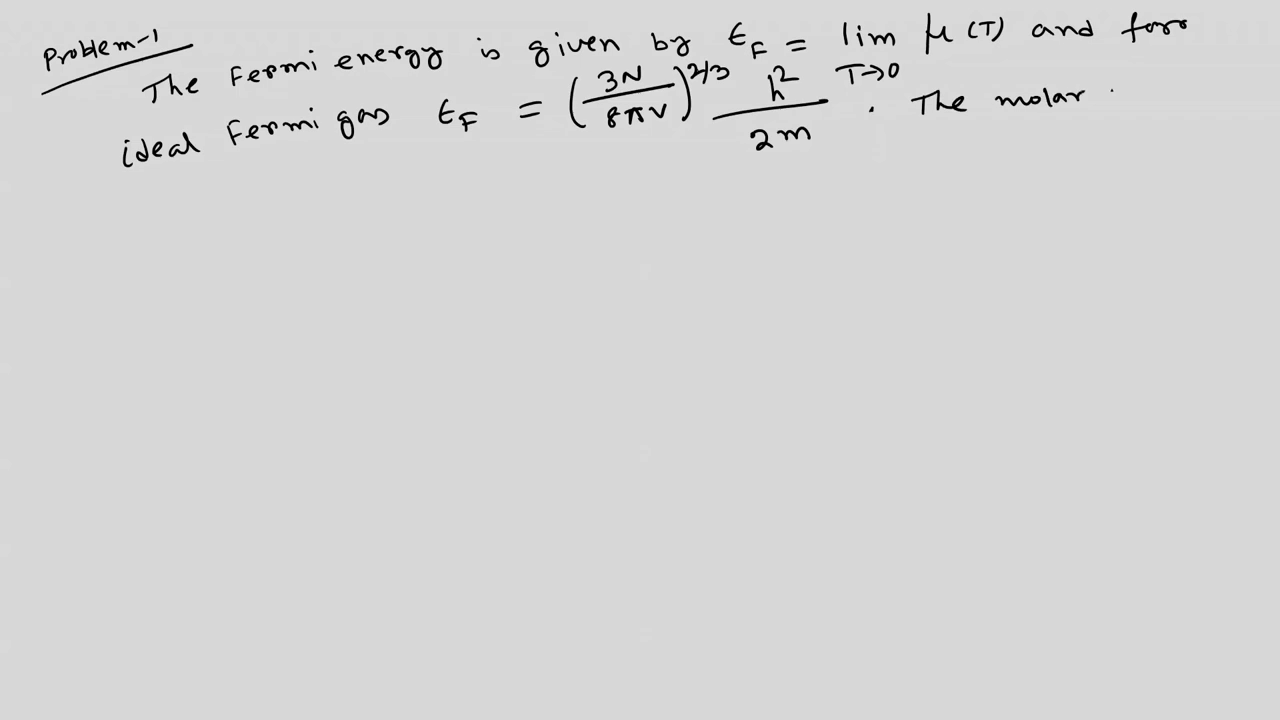 Problem-1
The Fermi energy is given by ϵ_F = lim_{T→0} μ(T) and forr
ideal Fermi gas ϵ_F = (3N/8πV)^{2/3} h²/2m . The molar